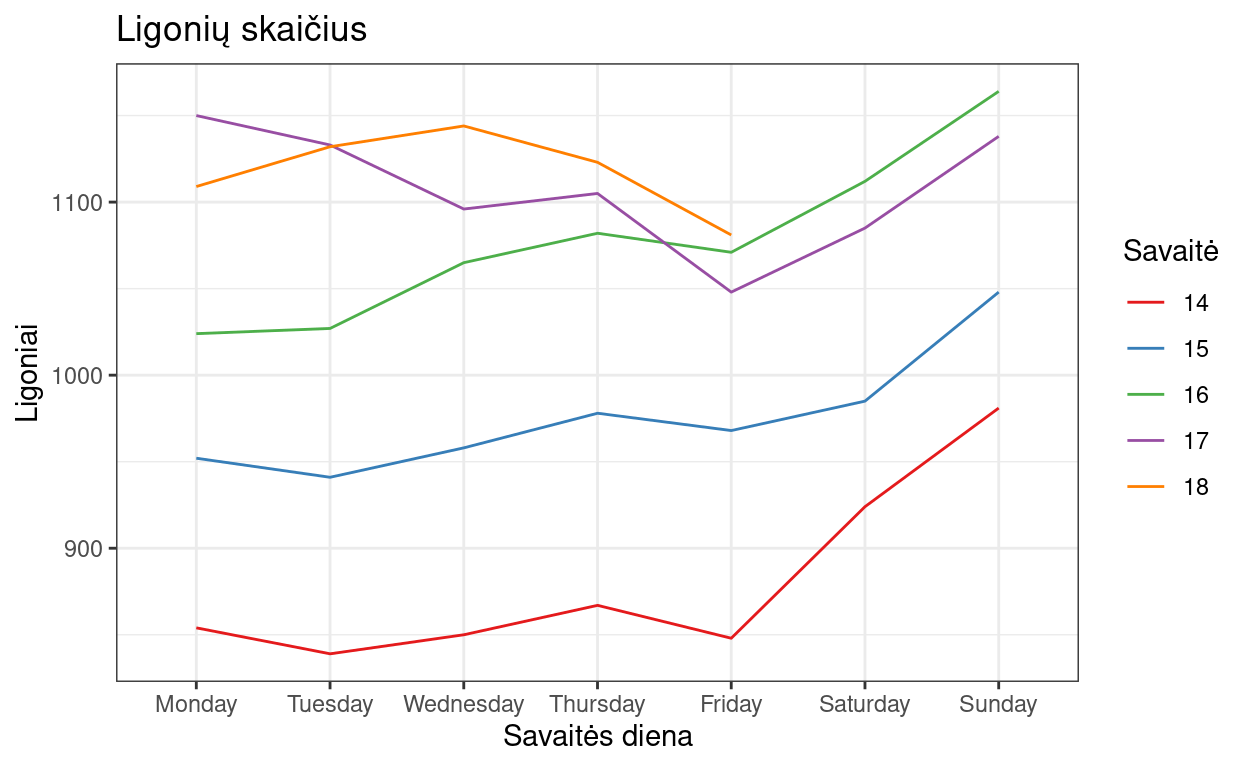 Ligonių skaičius
Ligoniai
1100
1000
900
Monday Tuesday Wednesday Thursday Friday Saturday Sunday
Savaitės diena
Savaitė
14
15
16
17
18